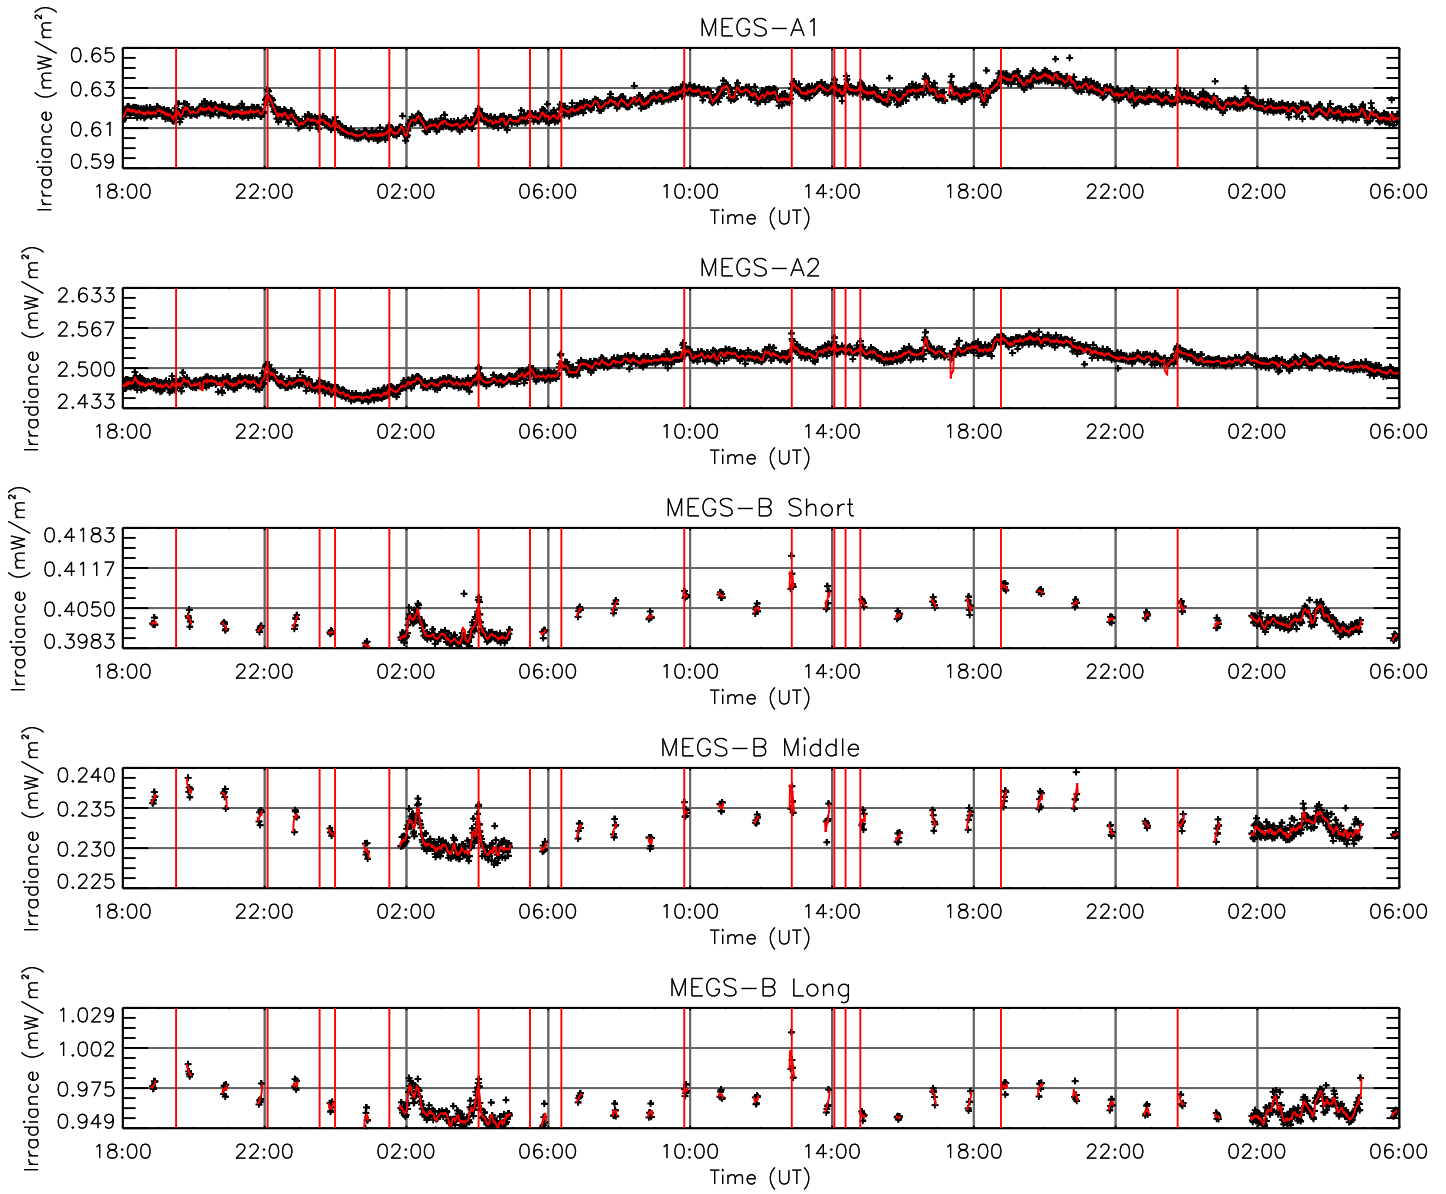 MEGS-A1
Irradiance (mW/m²)
0.65
0.63
0.61
0.59
18:00 22:00 02:00 06:00 10:00 14:00 18:00 22:00 02:00 06:00
Time (UT)
MEGS-A2
Irradiance (mW/m²)
2.633
2.567
2.500
2.433
18:00 22:00 02:00 06:00 10:00 14:00 18:00 22:00 02:00 06:00
Time (UT)
MEGS-B Short
Irradiance (mW/m²)
0.4183
0.4117
0.4050
0.3983
18:00 22:00 02:00 06:00 10:00 14:00 18:00 22:00 02:00 06:00
Time (UT)
MEGS-B Middle
Irradiance (mW/m²)
0.240
0.235
0.230
0.225
18:00 22:00 02:00 06:00 10:00 14:00 18:00 22:00 02:00 06:00
Time (UT)
MEGS-B Long
Irradiance (mW/m²)
1.029
1.002
0.975
0.949
18:00 22:00 02:00 06:00 10:00 14:00 18:00 22:00 02:00 06:00
Time (UT)